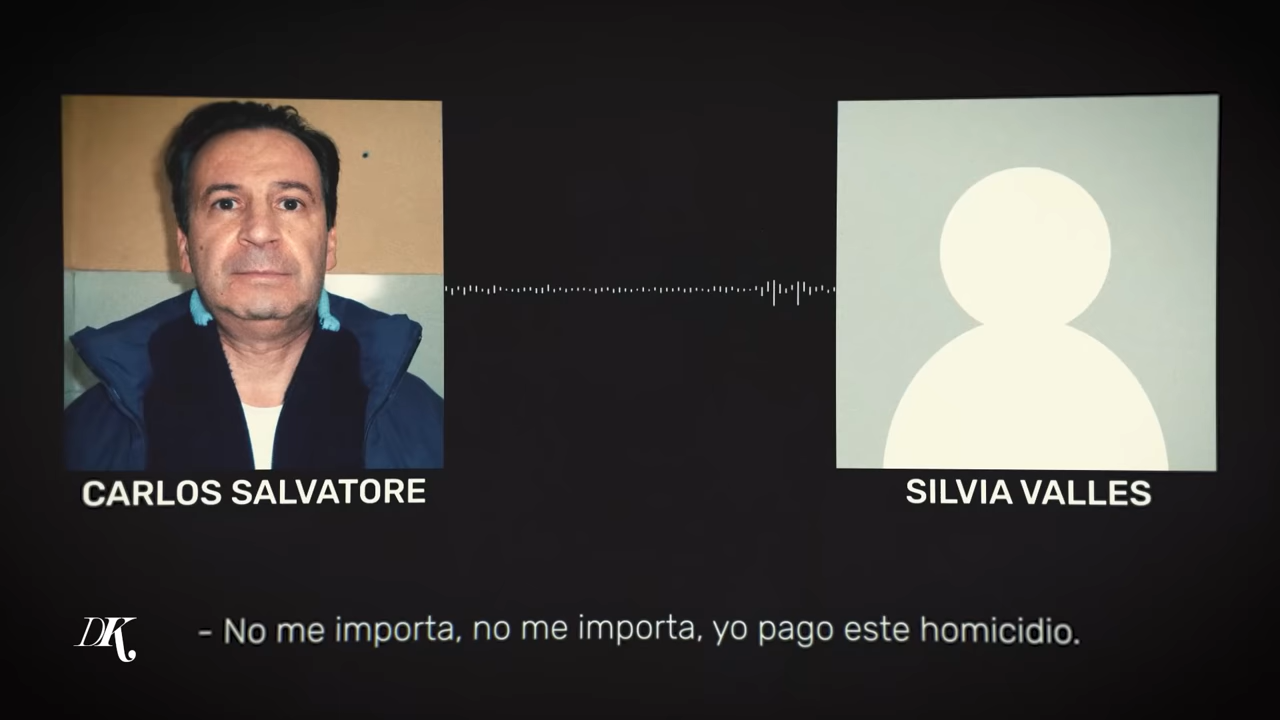 CARLOS SALVATORE
SILVIA VALLES
DK
- No me importa, no me importa, yo pago este homicidio.